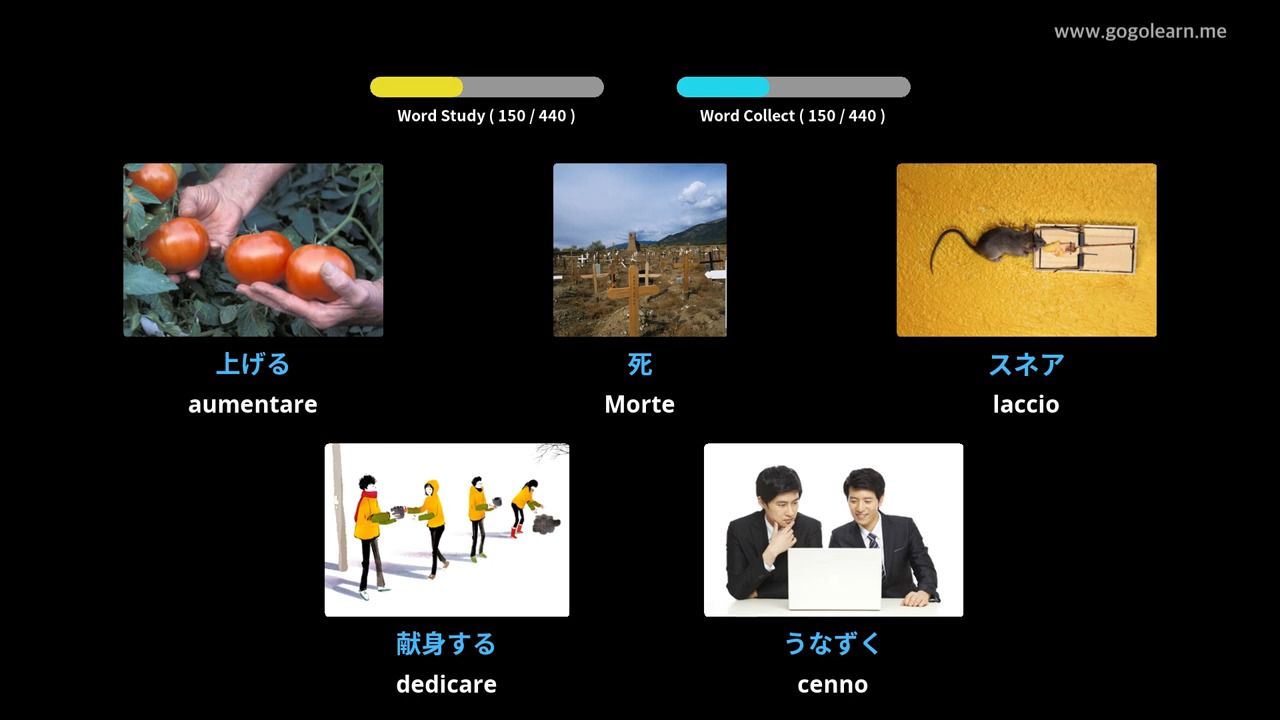 www.gogolearn.me
Word Study ( 150 / 440 )
Word Collect ( 150 / 440 )
上げる
aumentare
死
Morte
スネア
laccio
献身する
dedicare
うなずく
cenno